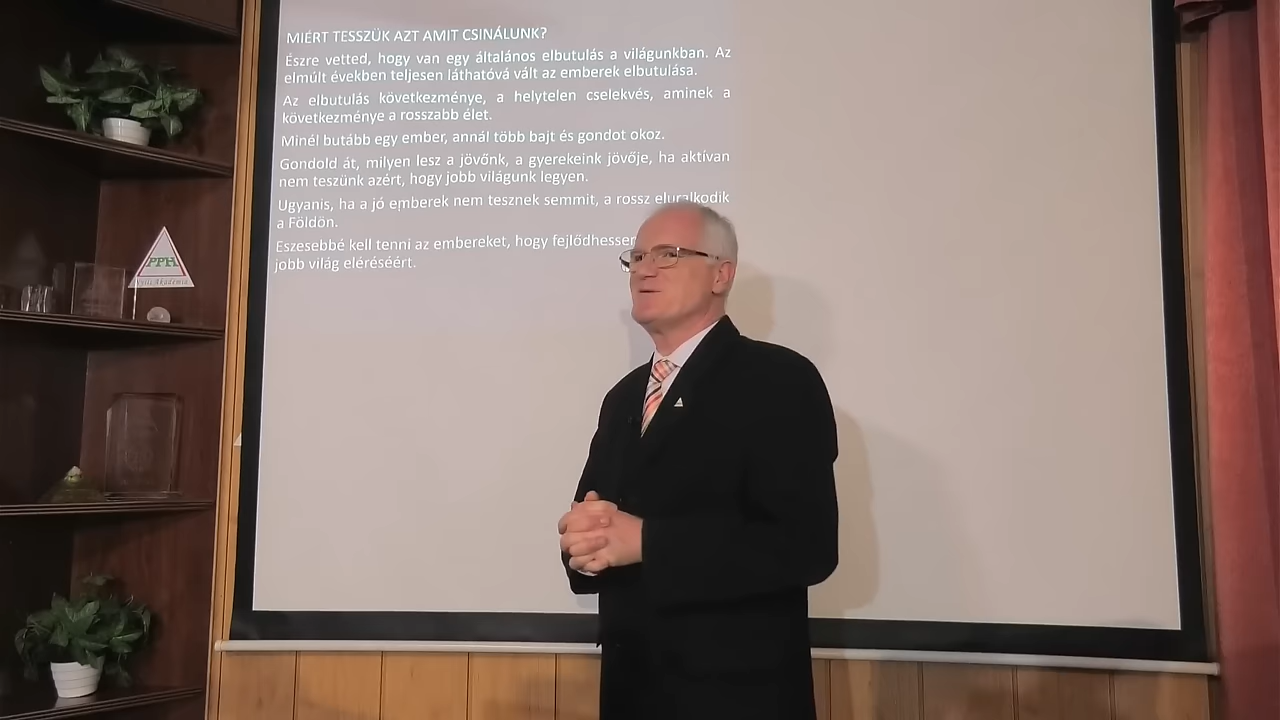 MIÉRT TESSZÜK AZT AMIT CSINÁLUNK?
Észre vetted, hogy van egy általános elbutulás a világunkban. Az
elmúlt években teljesen láthatóvá vált az emberek elbutulása.
Az elbutulás következménye, a helytelen cselekvés, aminek a
következménye a rosszabb élet.
Minél butább egy ember, annál több bajt és gondot okoz.
Gondold át, milyen lesz a jövőnk, a gyerekeink jövője, ha aktívan
nem teszünk azért, hogy jobb világunk legyen.
Ugyanis, ha a jó emberek nem tesznek semmit, a rossz eluralkodik
a Földön.
Eszesebbé kell tenni az embereket, hogy
jobb világ eléréséért.
PPH
Nyílt Akadémia